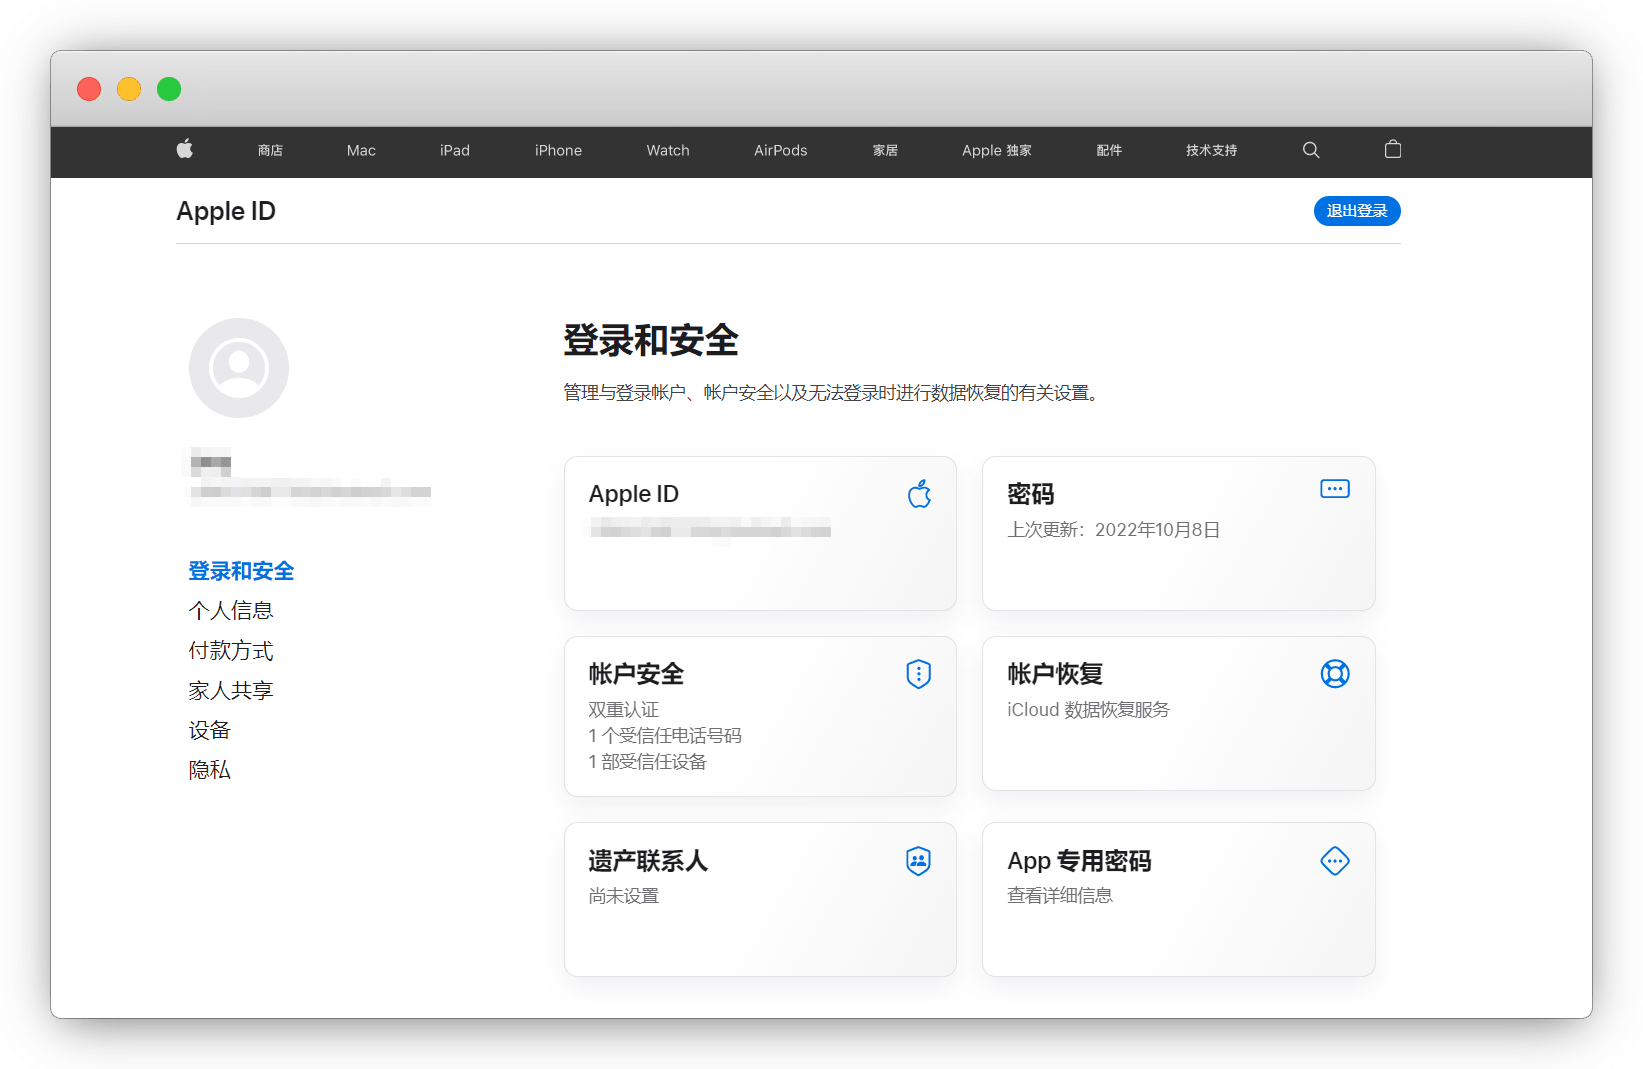 商店 Mac iPad iPhone Watch AirPods 家居 Apple 独家 配件 技术支持
Apple ID
退出登录
登录和安全
个人信息
付款方式
家人共享
设备
隐私
登录和安全
管理与登录帐户、帐户安全以及无法登录时进行数据恢复的有关设置。
Apple ID
密码
上次更新：2022年10月8日
帐户安全
双重认证
1 个受信任电话号码
1 部受信任设备
帐户恢复
iCloud 数据恢复服务
遗产联系人
尚未设置
App 专用密码
查看详细信息